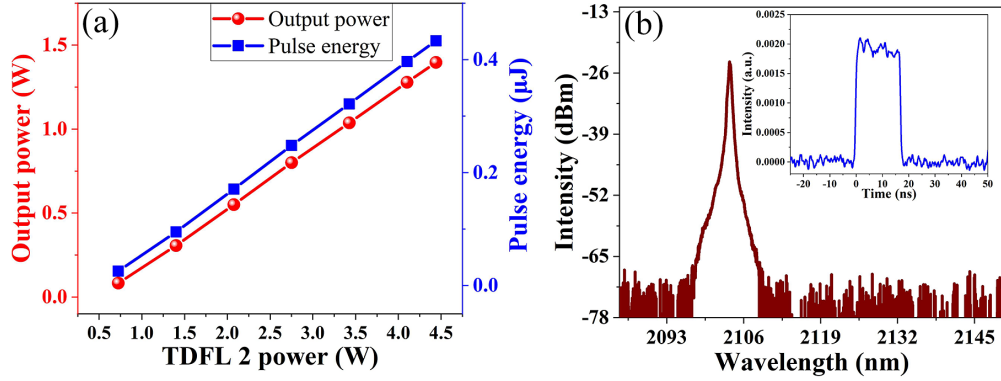 (a)
Output power
Pulse energy
Output power (W)
1.5
1.0
0.5
0.0
0.4
0.2
0.0
Pulse energy (μJ)
0.5 1.0 1.5 2.0 2.5 3.0 3.5 4.0 4.5
TDFL 2 power (W)
(b)
Intensity (dBm)
-13
-26
-39
-52
-65
-78
2093 2106 2119 2132 2145
Wavelength (nm)
Intensity (a.u.)
0.0025
0.0020
0.0015
0.0010
0.0005
0.0000
-20 -10 0 10 20 30 40 50
Time (ns)